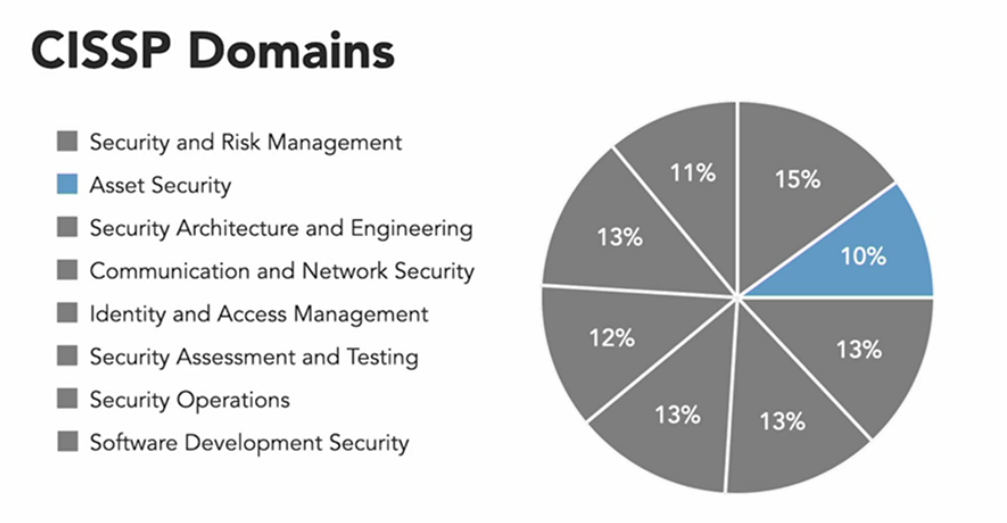 CISSP Domains
Security and Risk Management
Asset Security
Security Architecture and Engineering
Communication and Network Security
Identity and Access Management
Security Assessment and Testing
Security Operations
Software Development Security
11%
15%
13%
10%
12%
13%
13%
13%